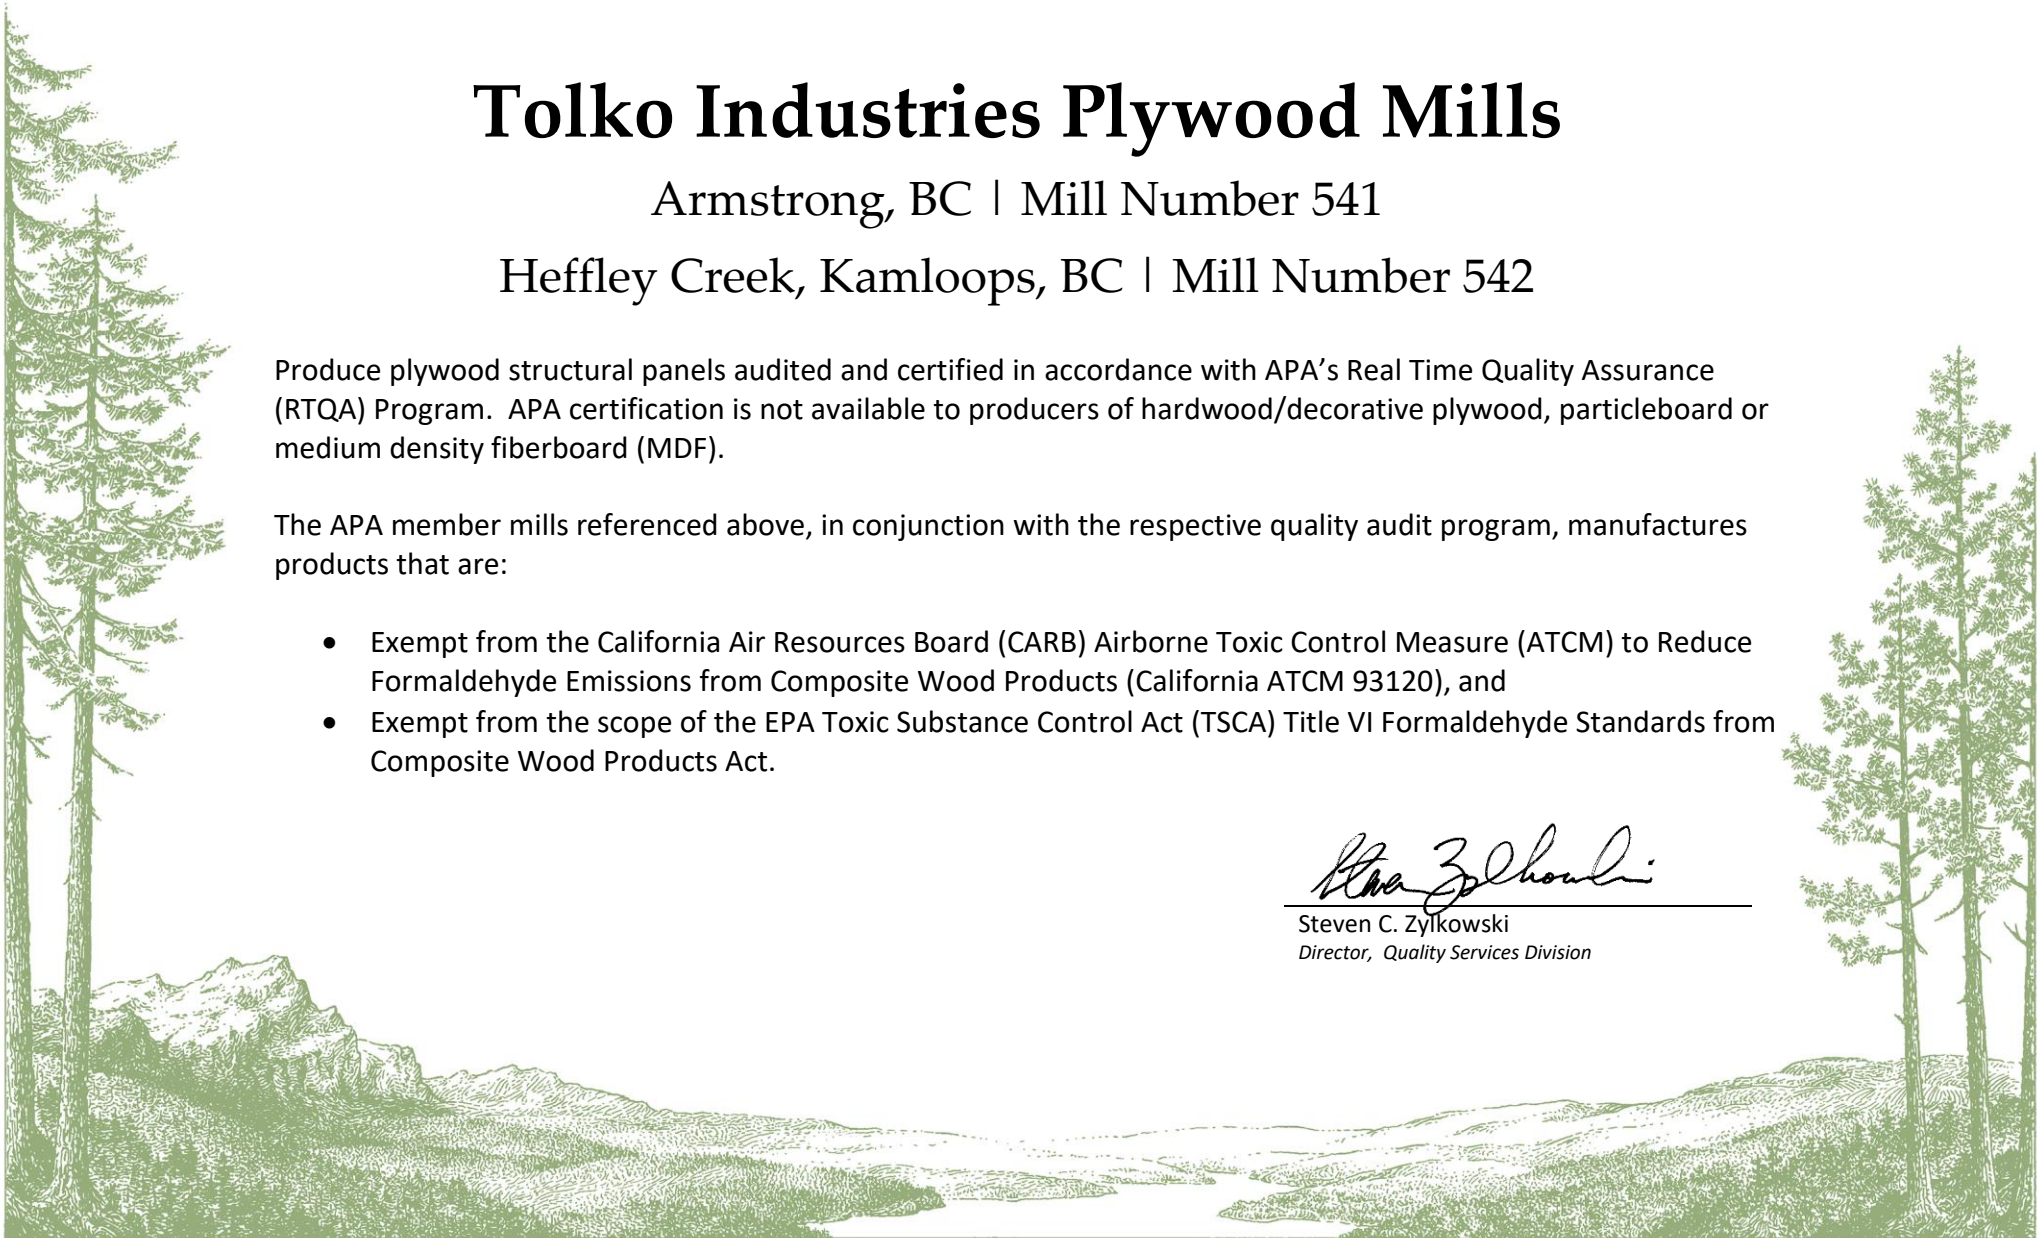 Tolko Industries Plywood Mills
Armstrong, BC | Mill Number 541
Heffley Creek, Kamloops, BC | Mill Number 542
Produce plywood structural panels audited and certified in accordance with APA’s Real Time Quality Assurance
(RTQA) Program.  APA certification is not available to producers of hardwood/decorative plywood, particleboard or
medium density fiberboard (MDF).
The APA member mills referenced above, in conjunction with the respective quality audit program, manufactures
products that are:
• Exempt from the California Air Resources Board (CARB) Airborne Toxic Control Measure (ATCM) to Reduce
Formaldehyde Emissions from Composite Wood Products (California ATCM 93120), and
• Exempt from the scope of the EPA Toxic Substance Control Act (TSCA) Title VI Formaldehyde Standards from
Composite Wood Products Act.
Steven Zylkowski
Steven C. Zylkowski
Director,  Quality Services Division